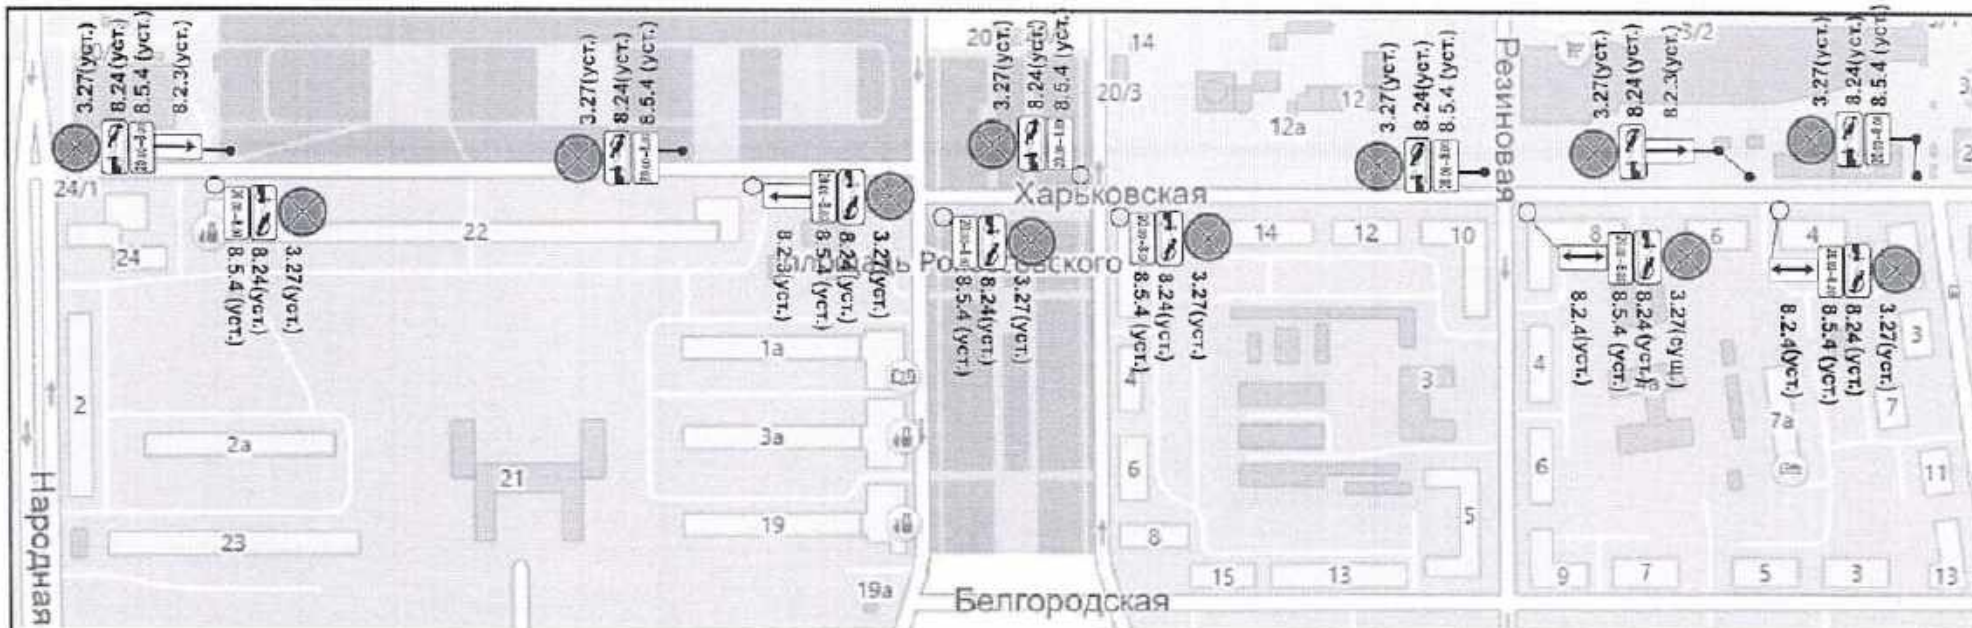 3.27(уст.)
8.24(уст.)
8.5.4 (уст.)
8.2.3(уст.)
3.27(уст.)
8.24(уст.)
8.5.4 (уст.)
20
3.27(уст.)
8.24(уст.)
8.5.4 (уст.)
14
20/3
12
12а
3.27(уст.)
8.24(уст.)
8.5.4 (уст.)
Резиновая
3.27(уст.)
8.24(уст.)
8.2.3(уст.)
3/2
3.27(уст.)
8.24(уст.)
8.5.4 (уст.)
20:00-8:00
24/1
Харьковская
24
22
8.5.4 (уст.)
8.24(уст.)
3.27(уст.)
8.2.3(уст.)
8.5.4 (уст.)
8.24(уст.)
3.27(уст.)
8.5.4 (уст.)
8.24(уст.)
3.27(уст.)
8.5.4 (уст.)
8.24(уст.)
3.27(уст.)
14
12
10
8
6
4
8.2.4(уст.)
8.5.4 (уст.)
8.24(уст.)
3.27(сущ.)
8.2.4(уст.)
8.5.4 (уст.)
8.24(уст.)
3.27(уст.)
1а
4
3
4
3
2
2а
3а
7а
7
21
6
6
11
Народная
23
19
8
5
15
13
9
7
5
3
13
19а
Белгородская